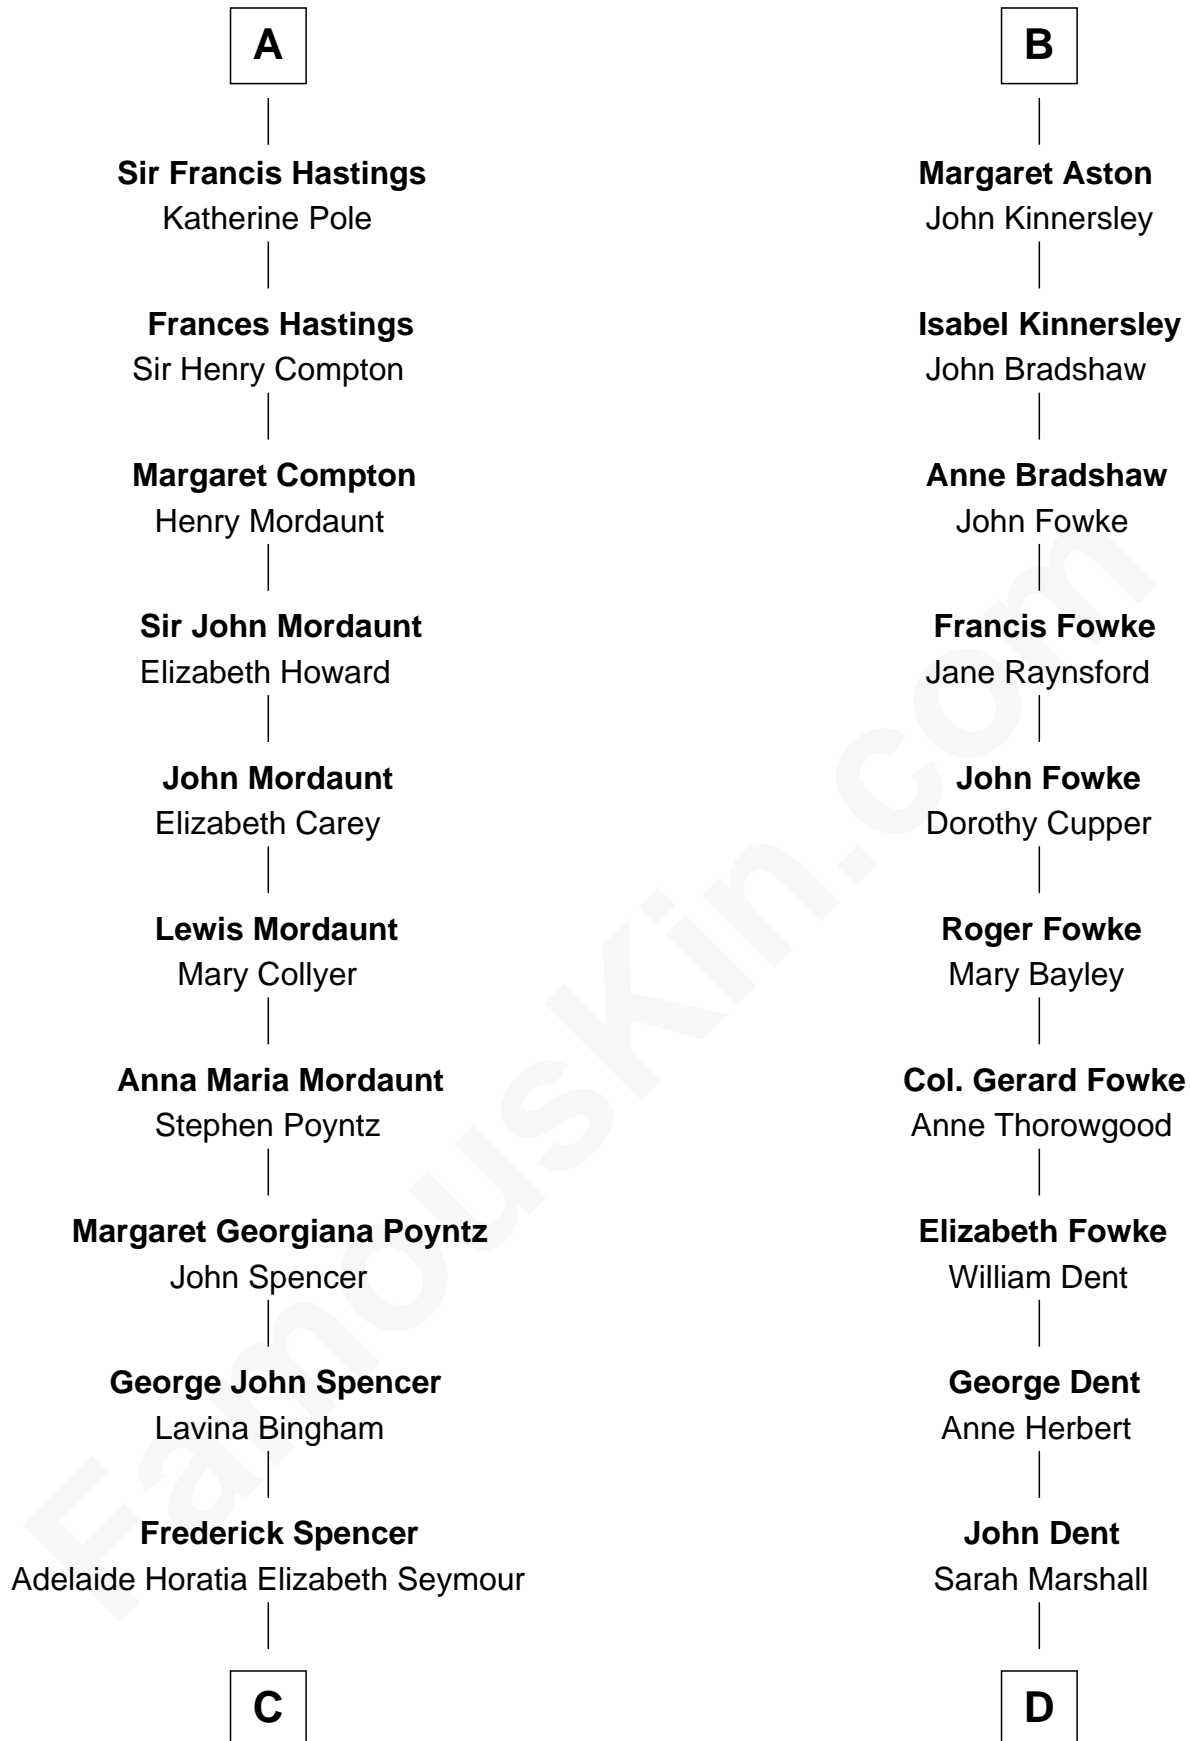 A
Sir Francis Hastings
Katherine Pole
Frances Hastings
Sir Henry Compton
Margaret Compton
Henry Mordaunt
Sir John Mordaunt
Elizabeth Howard
John Mordaunt
Elizabeth Carey
Lewis Mordaunt
Mary Collyer
Anna Maria Mordaunt
Stephen Poyntz
Margaret Georgiana Poyntz
John Spencer
George John Spencer
Lavina Bingham
Frederick Spencer
Adelaide Horatia Elizabeth Seymour
C
B
Margaret Aston
John Kinnersley
Isabel Kinnersley
John Bradshaw
Anne Bradshaw
John Fowke
Francis Fowke
Jane Raynsford
John Fowke
Dorothy Cupper
Roger Fowke
Mary Bayley
Col. Gerard Fowke
Anne Thorowgood
Elizabeth Fowke
William Dent
George Dent
Anne Herbert
John Dent
Sarah Marshall
D
FamousKin.com